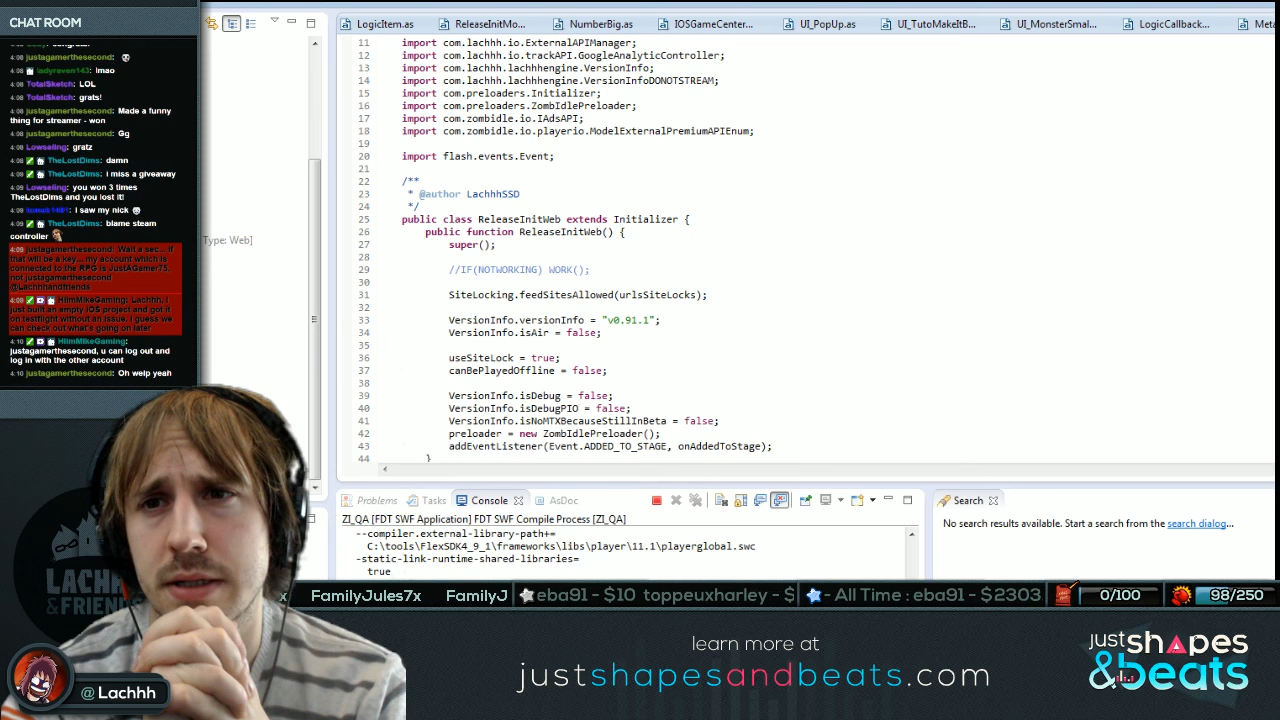 CHAT ROOM
justagamerthesecond:
4:08 ladyraven143: lmao
4:08 TotalSketch: LOL
4:08 TotalSketch: grats!
4:08 justagamerthesecond: Made a funny
thing for streamer - won
4:08 justagamerthesecond: Gg
4:08 Lowseling: gratz
4:08 TheLostDims: damn
4:09 TheLostDims: i miss a giveaway
4:09 Lowseling: you won 3 times
TheLostDims and you lost it!
i saw my nick
4:09 TheLostDims: blame steam
controller
4:09 justagamerthesecond: Wait a sec... if
that will be a key... my account which is
connected to the RPG is JustAGamer75,
not justagamerthesecond
@Lachhhandfriends
4:09 HiimMikeGaming: Lachhh, I
just built an empty iOS project and got it
on testflight without an issue. I guess we
can check out what's going on later
4:10 HiimMikeGaming:
justagamerthesecond, u can log out and
log in with the other account
4:10 justagamerthesecond: Oh welp yeah
Type: Web]
LogicItem.as
ReleaseInitMo...
NumberBig.as
IOSGameCenter...
UI_PopUp.as
UI_TutoMakeItB...
UI_MonsterSmal...
LogicCallback...
11 import com.lachhh.io.ExternalAPIManager;
12 import com.lachhh.io.trackAPI.GoogleAnalyticController;
13 import com.lachhh.lachhhengine.VersionInfo;
14 import com.lachhh.lachhhengine.VersionInfoDONOTSTREAM;
15 import com.preloaders.Initializer;
16 import com.preloaders.ZombIdlePreloader;
17 import com.zombidle.io.IAdsAPI;
18 import com.zombidle.io.playerio.ModelExternalPremiumAPIEnum;
19
20 import flash.events.Event;
21
22 /**
23 * @author LachhhSSD
24 */
25 public class ReleaseInitWeb extends Initializer {
26 public function ReleaseInitWeb() {
27 super();
28
29 //IF(NOTWORKING) WORK();
30
31 SiteLocking.feedSitesAllowed(urlsSiteLocks);
32
33 VersionInfo.versionInfo = "v0.91.1";
34 VersionInfo.isAir = false;
35
36 useSiteLock = true;
37 canBePlayedOffline = false;
38
39 VersionInfo.isDebug = false;
40 VersionInfo.isDebugPIO = false;
41 VersionInfo.isNoMTXBecauseStillInBeta = false;
42 preloader = new ZombIdlePreloader();
43 addEventListener(Event.ADDED_TO_STAGE, onAddedToStage);
44 }
Problems
Tasks
Console
AsDoc
Search
ZI_QA [FDT SWF Application] FDT SWF Compile Process [ZI_QA]
--compiler.external-library-path+=
C:\tools\FlexSDK4_9_1\frameworks\libs\player\11.1\playerglobal.swc
-static-link-runtime-shared-libraries=
true
No search results available. Start a search from the search dialog...
FamilyJules7x FamilyJ
eba91 - $10 toppeuxharley - $
- All Time : eba91 - $2303
0/100
98/250
LACHHH
& FRIENDS
@ Lachhh
learn more at
justshapesandbeats.com
just
shapes
&beats